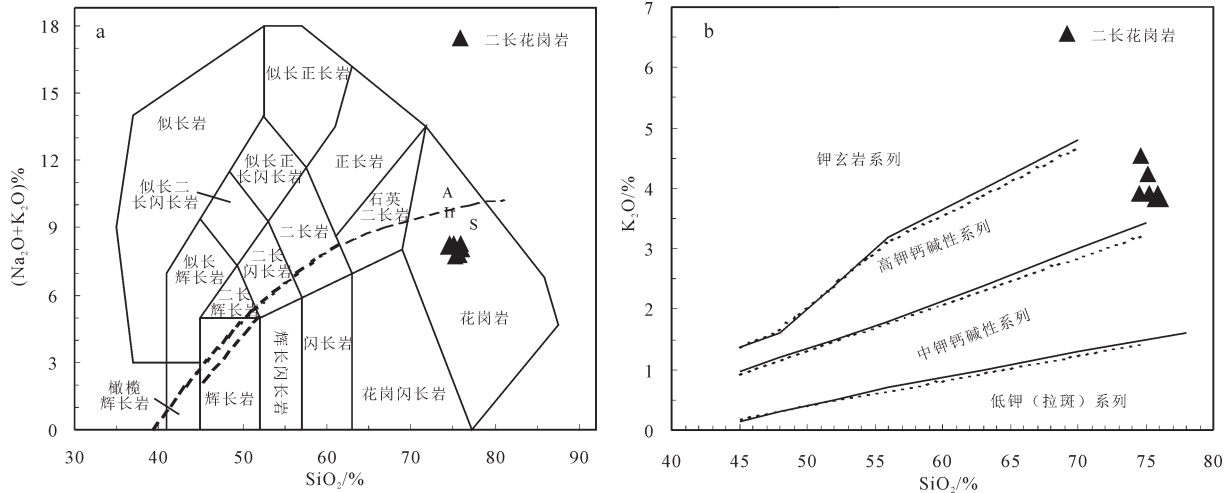 a
二长花岗岩
似长岩
似长正长岩
似长正
长闪长岩
正长岩
似长二
长闪长岩
石英
二长岩
A
Ir
S
二长岩
似长
辉长岩
二长
闪长岩
二长
辉长岩
花岗岩
橄榄
辉长岩
辉长岩
辉长闪长岩
闪长岩
花岗闪长岩
(Na2O+K2O)%
18
15
12
9
6
3
0
30 40 50 60 70 80 90
SiO2/%
b
二长花岗岩
钾玄岩系列
高钾钙碱性系列
中钾钙碱性系列
低钾（拉斑）系列
K2O/%
7
6
5
4
3
2
1
0
40 45 50 55 60 65 70 75 80
SiO2/%